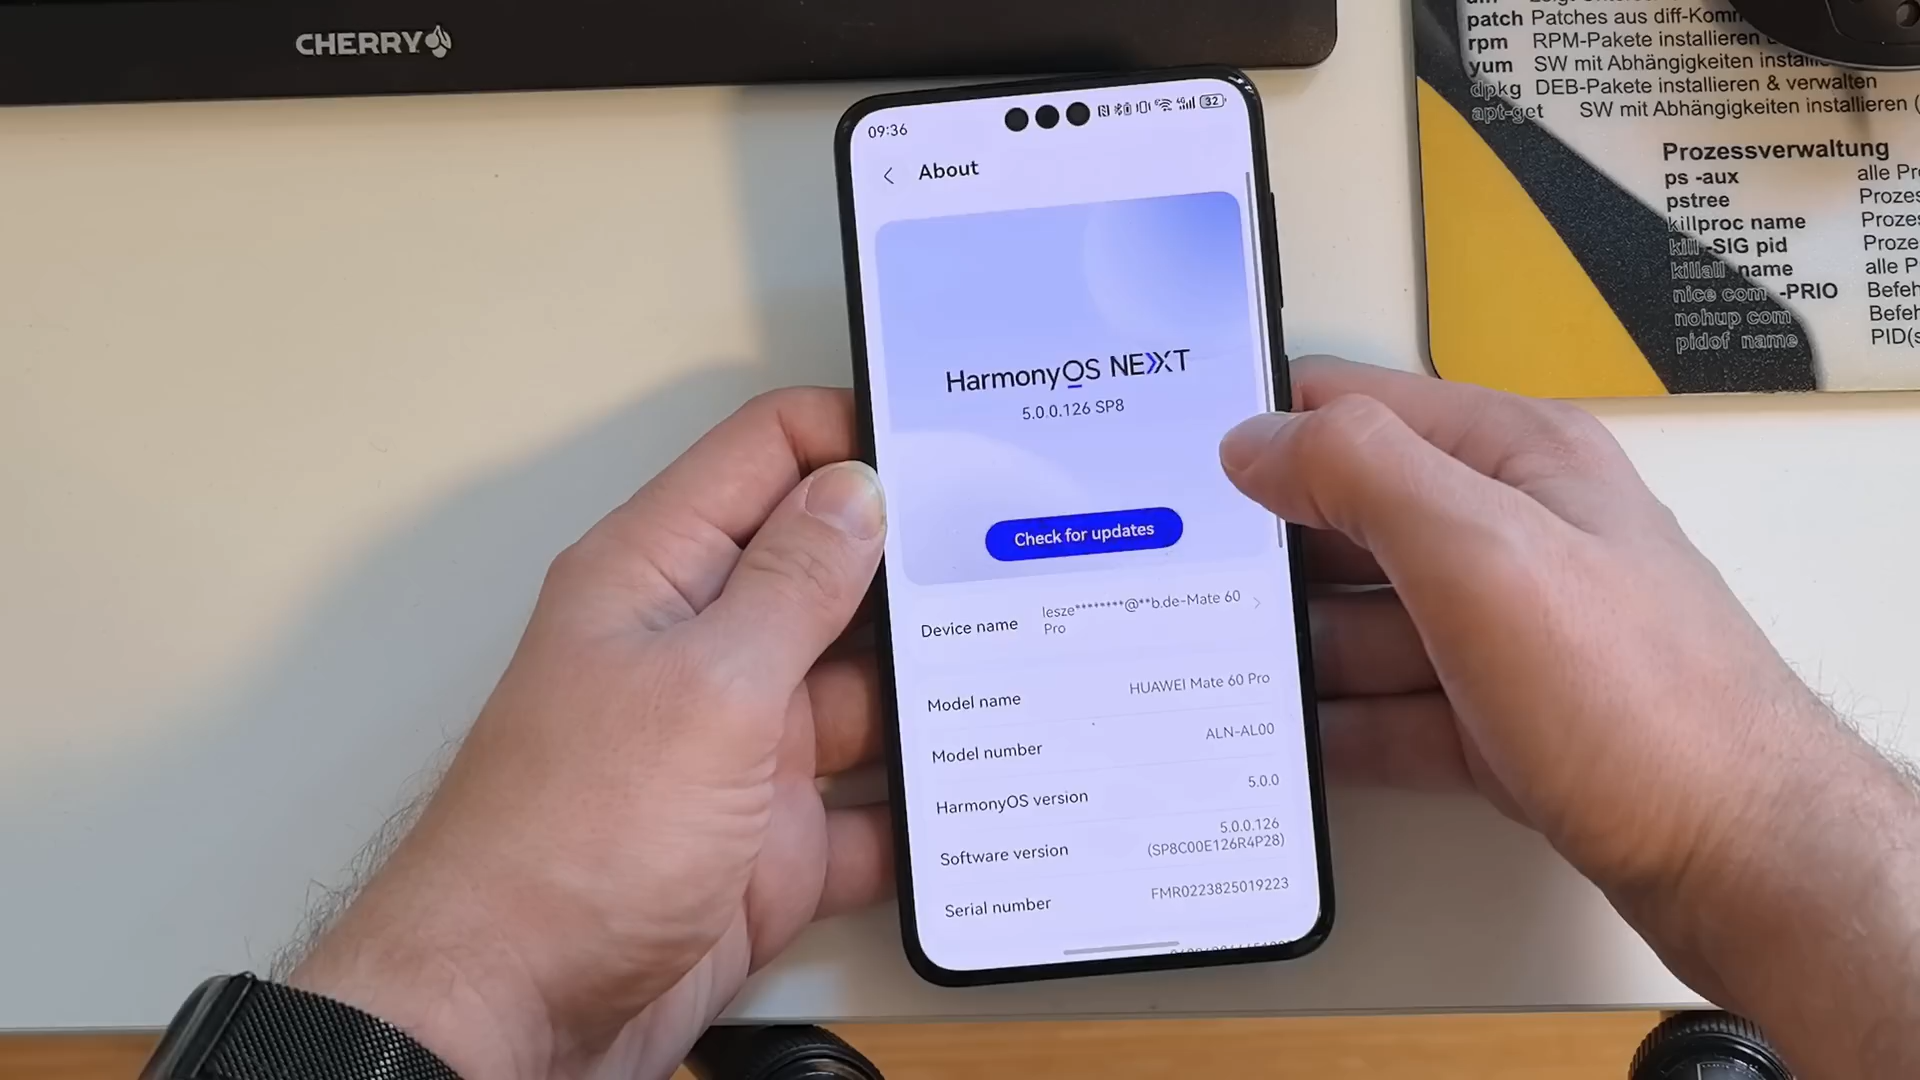 CHERRY
patch Patches aus diff-Komm
rpm RPM-Pakete installieren
yum SW mit Abhängigkeiten install
dpkg DEB-Pakete installieren & verwalten
apt-get SW mit Abhängigkeiten installieren (
Prozessverwaltung
ps -aux alle Pr
pstree Prozes
killproc name Prozes
kill -SIG pid Proze
killall name alle P
nice com -PRIO Befeh
nohup com Befeh
pidof name PID(s
09:36
32
About
HarmonyOS NEXT
5.0.0.126 SP8
Check for updates
Device name lesze********@**b.de-Mate 60
Pro
Model name HUAWEI Mate 60 Pro
Model number ALN-AL00
HarmonyOS version 5.0.0
Software version 5.0.0.126
(SP8C00E126R4P28)
Serial number FMR0223825019223